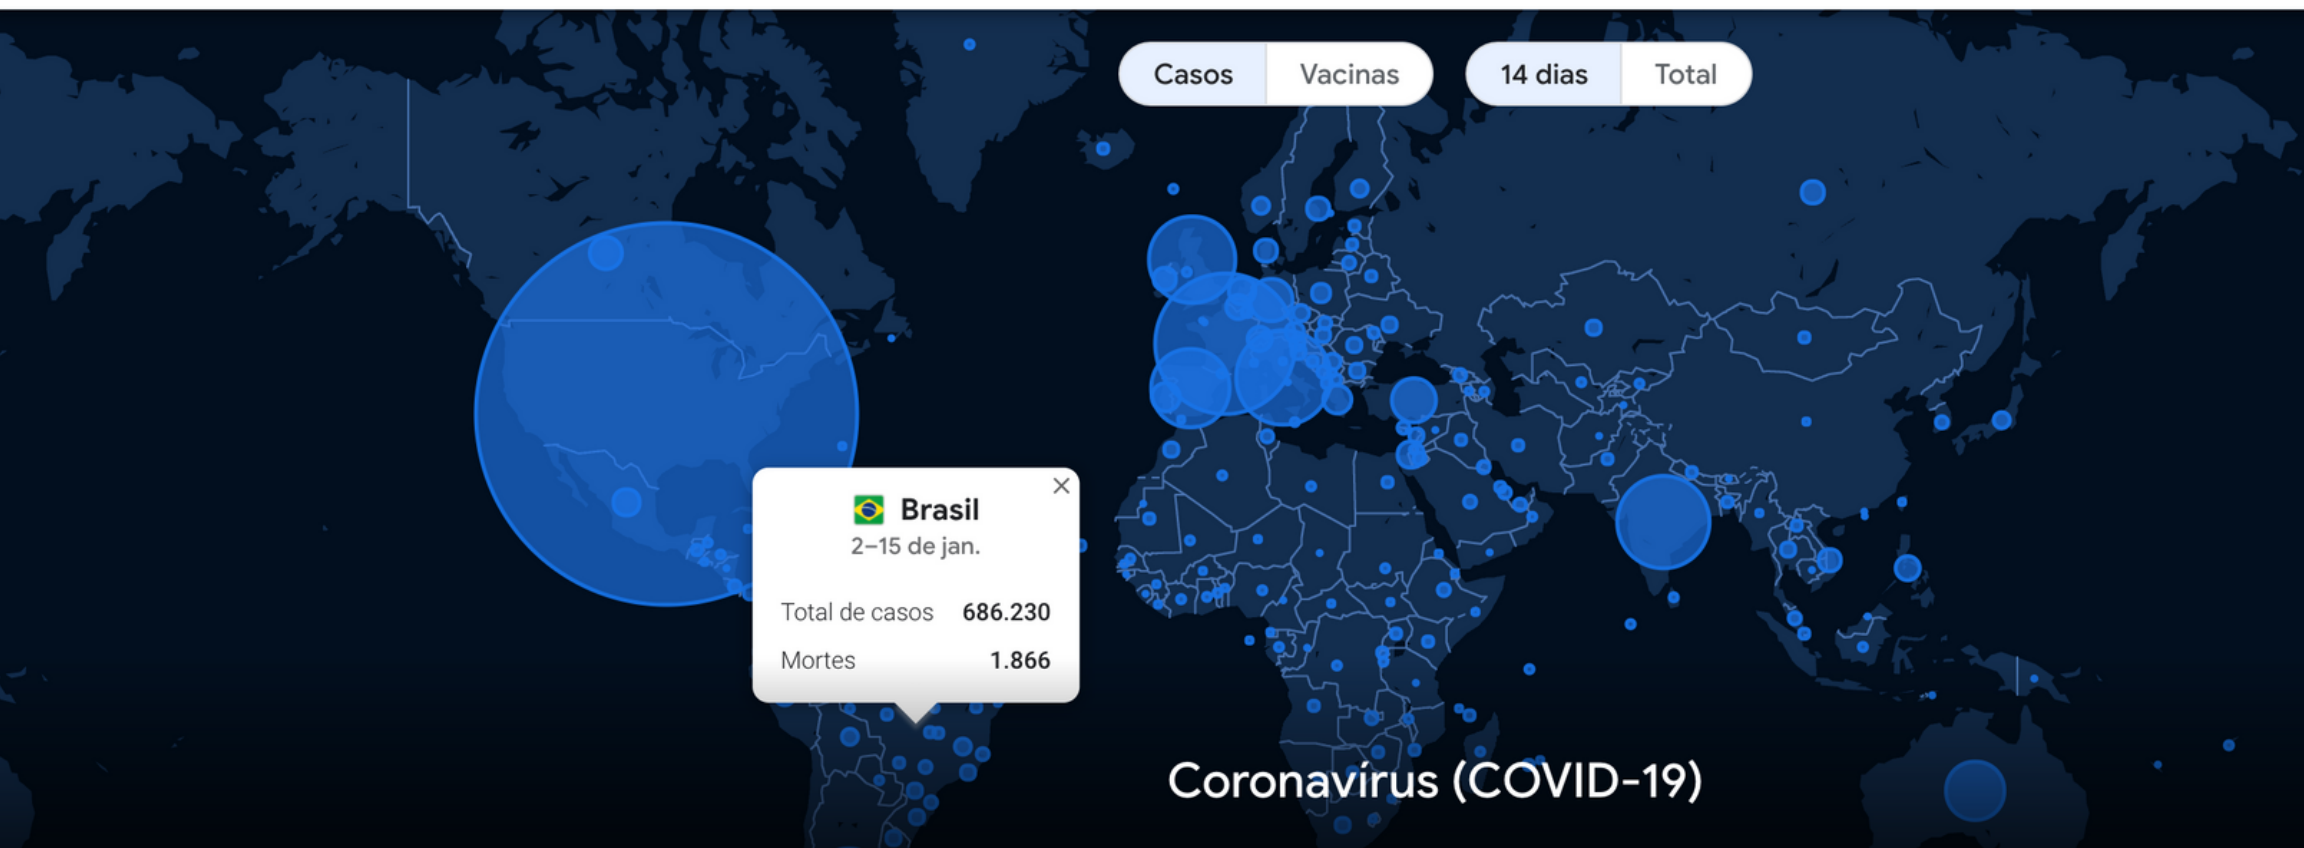 Casos
Vacinas
14 dias
Total
Brasil
2–15 de jan.
Total de casos 686.230
Mortes 1.866
Coronavírus (COVID-19)